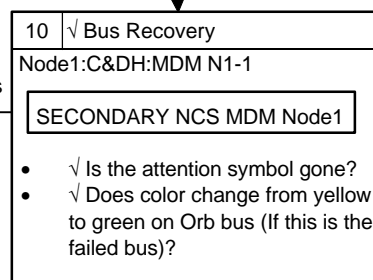 10 √ Bus Recovery
Node1:C&DH:MDM N1-1
SECONDARY NCS MDM Node1
• √ Is the attention symbol gone?
• √ Does color change from yellow
to green on Orb bus (If this is the
failed bus)?